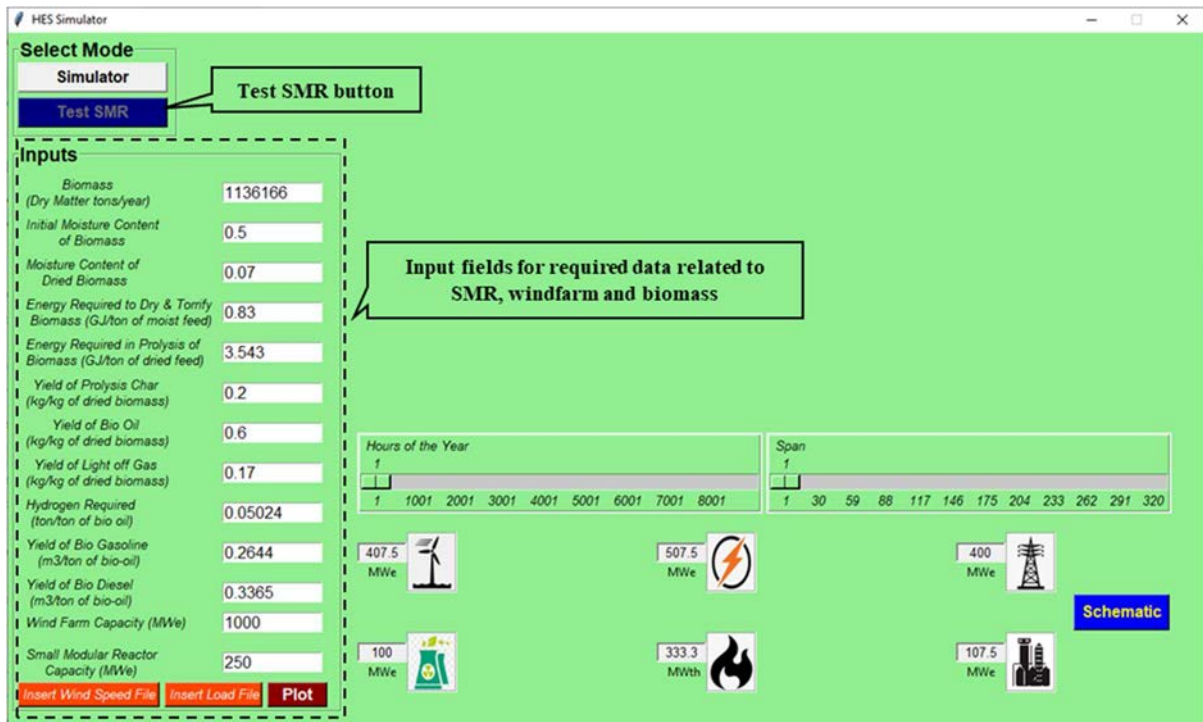 HES Simulator
Select Mode
Simulator
Test SMR
Test SMR button
Inputs
Biomass
(Dry Matter tons/year)
1136166
Initial Moisture Content
of Biomass
0.5
Moisture Content of
Dried Biomass
0.07
Input fields for required data related to
SMR, windfarm and biomass
Energy Required to Dry & Torrify
Biomass (GJ/ton of moist feed)
0.83
Energy Required in Prolysis of
Biomass (GJ/ton of dried feed)
3.543
Yield of Prolysis Char
(kg/kg of dried biomass)
0.2
Yield of Bio Oil
(kg/kg of dried biomass)
0.6
Yield of Light off Gas
(kg/kg of dried biomass)
0.17
Hydrogen Required
(ton/ton of bio oil)
0.05024
Yield of Bio Gasoline
(m3/ton of bio-oil)
0.2644
Yield of Bio Diesel
(m3/ton of bio-oil)
0.3365
Wind Farm Capacity (MWe)
1000
Small Modular Reactor
Capacity (MWe)
250
Insert Wind Speed File Insert Load File Plot
Hours of the Year
1
1 1001 2001 3001 4001 5001 6001 7001 8001
Span
1
1 30 59 88 117 146 175 204 233 262 291 320
407.5
MWe
507.5
MWe
400
MWe
Schematic
100
MWe
333.3
MWth
107.5
MWe